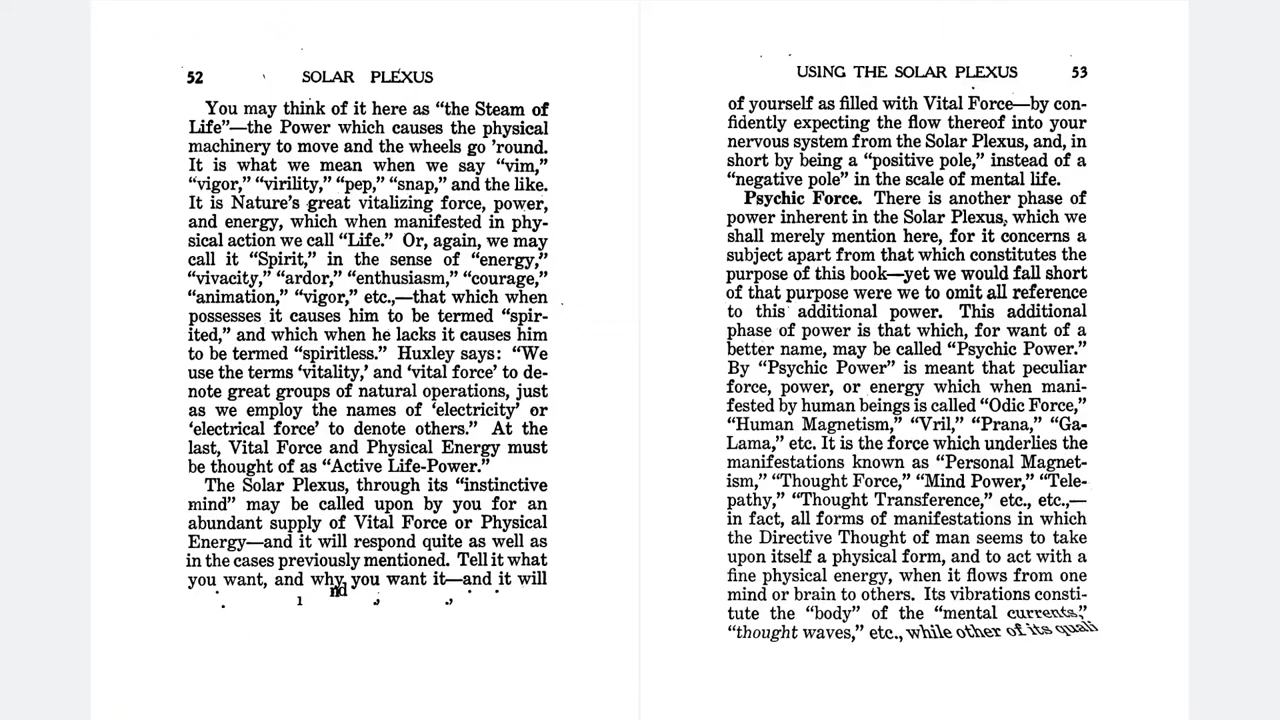 52 SOLAR PLEXUS
You may think of it here as “the Steam of
Life”—the Power which causes the physical
machinery to move and the wheels go ’round.
It is what we mean when we say “vim,”
“vigor,” “virility,” “pep,” “snap,” and the like.
It is Nature’s great vitalizing force, power,
and energy, which when manifested in phy-
sical action we call “Life.” Or, again, we may
call it “Spirit,” in the sense of “energy,”
“vivacity,” “ardor,” “enthusiasm,” “courage,”
“animation,” “vigor,” etc.,—that which when
possesses it causes him to be termed “spir-
ited,” and which when he lacks it causes him
to be termed “spiritless.” Huxley says: “We
use the terms ‘vitality,’ and ‘vital force’ to de-
note great groups of natural operations, just
as we employ the names of ‘electricity’ or
‘electrical force’ to denote others.” At the
last, Vital Force and Physical Energy must
be thought of as “Active Life-Power.”
The Solar Plexus, through its “instinctive
mind” may be called upon by you for an
abundant supply of Vital Force or Physical
Energy—and it will respond quite as well as
in the cases previously mentioned. Tell it what
you want, and why you want it—and it will
USING THE SOLAR PLEXUS 53
of yourself as filled with Vital Force—by con-
fidently expecting the flow thereof into your
nervous system from the Solar Plexus, and, in
short by being a “positive pole,” instead of a
“negative pole” in the scale of mental life.
Psychic Force. There is another phase of
power inherent in the Solar Plexus, which we
shall merely mention here, for it concerns a
subject apart from that which constitutes the
purpose of this book—yet we would fall short
of that purpose were we to omit all reference
to this additional power. This additional
phase of power is that which, for want of a
better name, may be called “Psychic Power.”
By “Psychic Power” is meant that peculiar
force, power, or energy which when mani-
fested by human beings is called “Odic Force,”
“Human Magnetism,” “Vril,” “Prana,” “Ga-
Lama,” etc. It is the force which underlies the
manifestations known as “Personal Magnet-
ism,” “Thought Force,” “Mind Power,” “Tele-
pathy,” “Thought Transference,” etc., etc.,—
in fact, all forms of manifestations in which
the Directive Thought of man seems to take
upon itself a physical form, and to act with a
fine physical energy, when it flows from one
mind or brain to others. Its vibrations consti-
tute the “body” of the “mental currents,”
“thought waves,” etc., while other of its quali